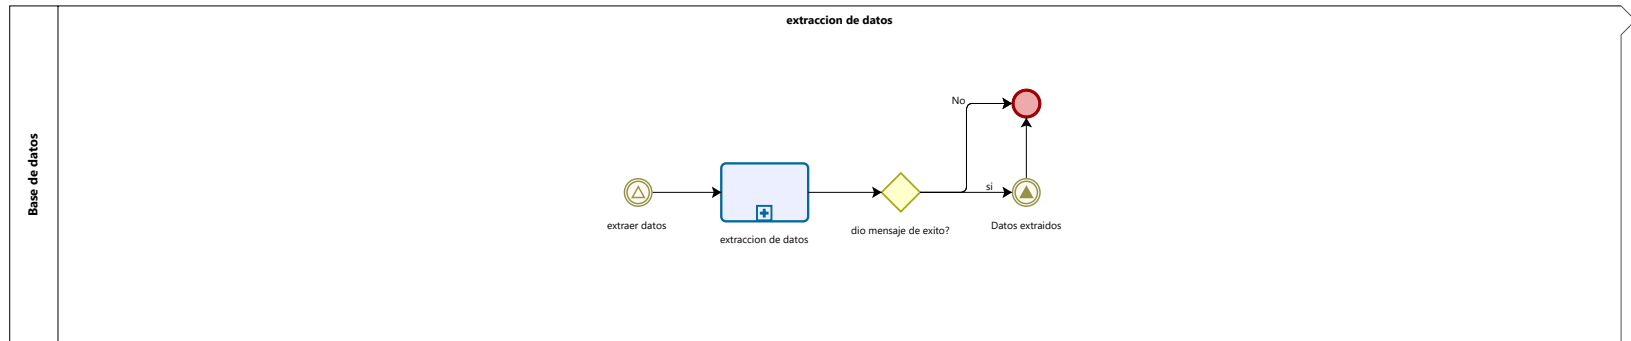 extraccion de datos
Base de datos
No
si
extraer datos
extraccion de datos
dio mensaje de exito?
Datos extraidos